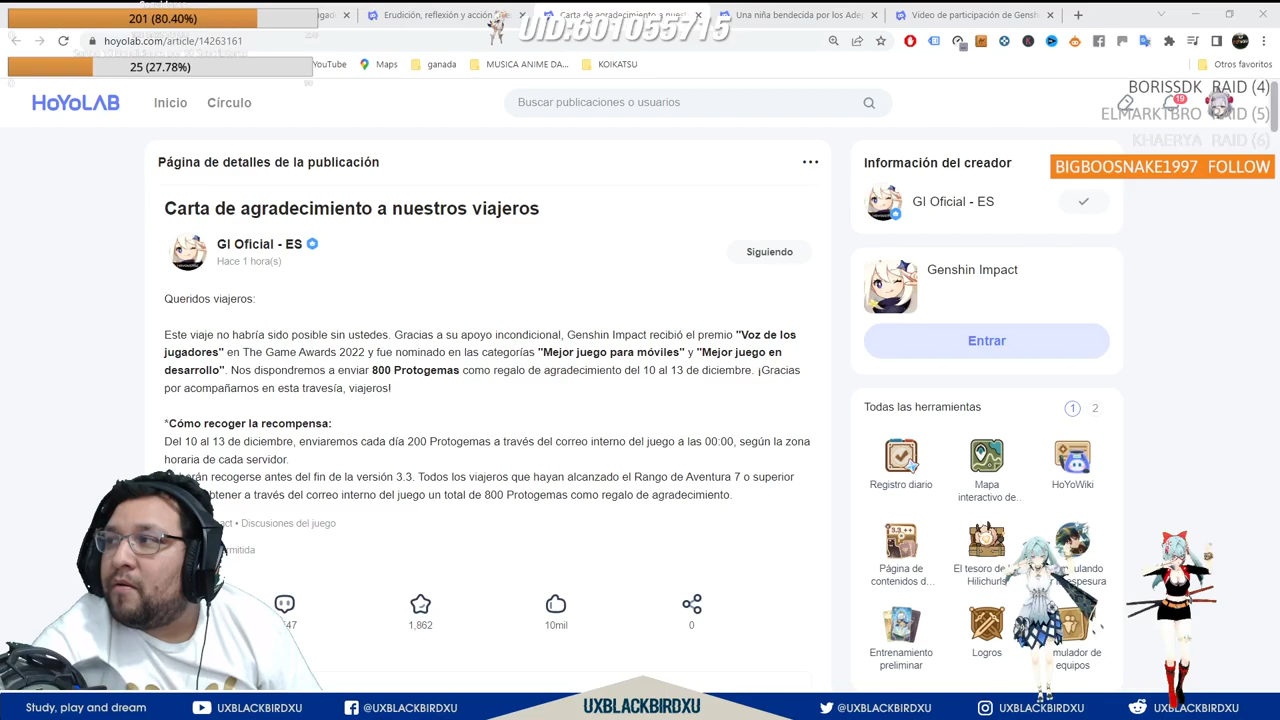 201 (80.40%)
Erudición, reflexión y acción
Carta de agradecimiento a nuest
Una niña bendecida por los Ade
Video de participación de Gensh
UID:601055715
hoyolab.com/article/14263161
25 (27.78%)
YouTube
Maps
ganada
MUSICA ANIME DA...
KOIKATSU
Otros favoritos
BORISSDK RAID (4)
ELMARKTBRO RAID (5)
KHAERYA RAID (6)
BIGBOOSNAKE1997 FOLLOW
HoYoLAB
Inicio
Círculo
Buscar publicaciones o usuarios
19
Página de detalles de la publicación
Carta de agradecimiento a nuestros viajeros
GI Oficial - ES
Hace 1 hora(s)
Siguiendo
Queridos viajeros:
Este viaje no habría sido posible sin ustedes. Gracias a su apoyo incondicional, Genshin Impact recibió el premio "Voz de los
jugadores" en The Game Awards 2022 y fue nominado en las categorías "Mejor juego para móviles" y "Mejor juego en
desarrollo". Nos dispondremos a enviar 800 Protogemas como regalo de agradecimiento del 10 al 13 de diciembre. ¡Gracias
por acompañarnos en esta travesía, viajeros!
*Cómo recoger la recompensa:
Del 10 al 13 de diciembre, enviaremos cada día 200 Protogemas a través del correo interno del juego a las 00:00, según la zona
horaria de cada servidor.
recogerse antes del fin de la versión 3.3. Todos los viajeros que hayan alcanzado el Rango de Aventura 7 o superior
obtener a través del correo interno del juego un total de 800 Protogemas como regalo de agradecimiento.
• Discusiones del juego
1,862
10mil
0
Información del creador
GI Oficial - ES
Genshin Impact
Entrar
Todas las herramientas
1
2
Registro diario
Mapa
interactivo de..
HoYoWiki
Página de
contenidos d...
El tesoro de
Hilichurls
Entrenamiento
preliminar
Logros
equipos
Study, play and dream
UXBLACKBIRDXU
@UXBLACKBIRDXU
UXBLACKBIRDXU
@UXBLACKBIRDXU
UXBLACKBIRDXU
UXBLACKBIRDXU